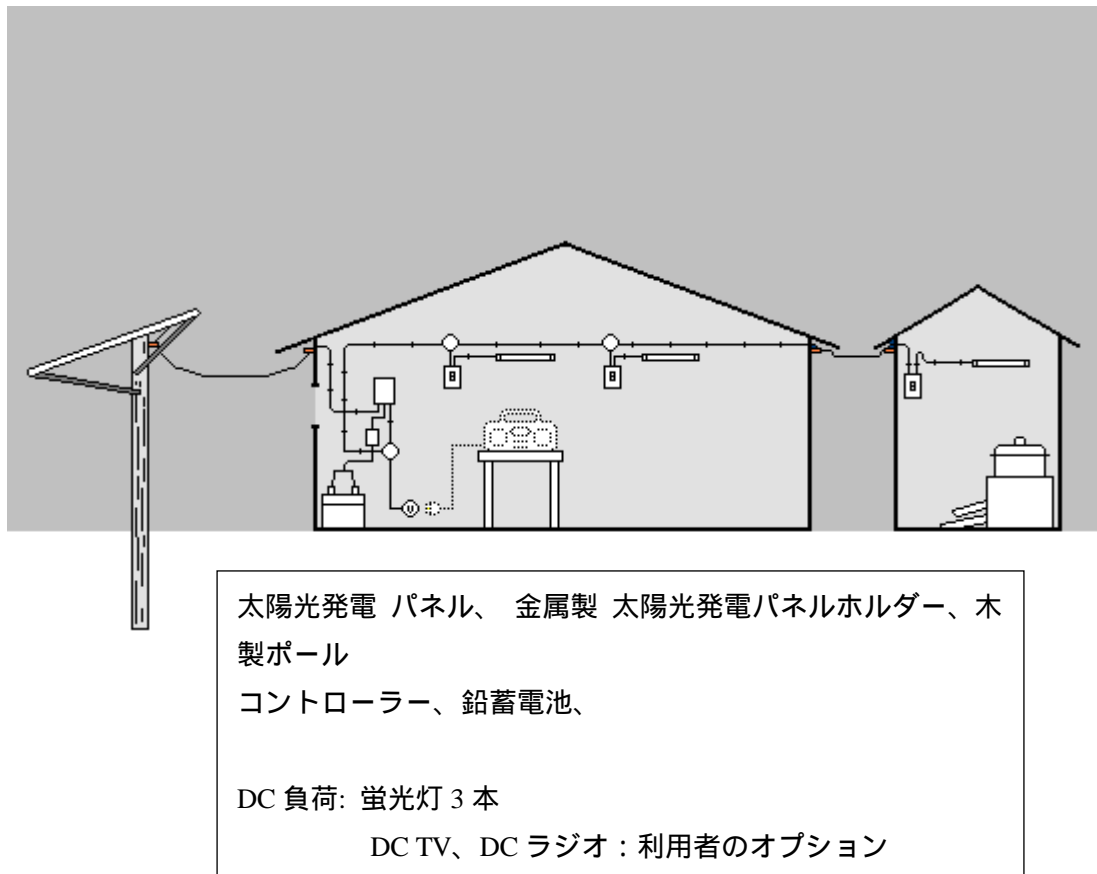 太陽光発電 パネル、 金属製 太陽光発電パネルホルダー、木
製ポール
コントローラー、鉛蓄電池、
DC 負荷: 蛍光灯 3 本
DC TV、DC ラジオ：利用者のオプション